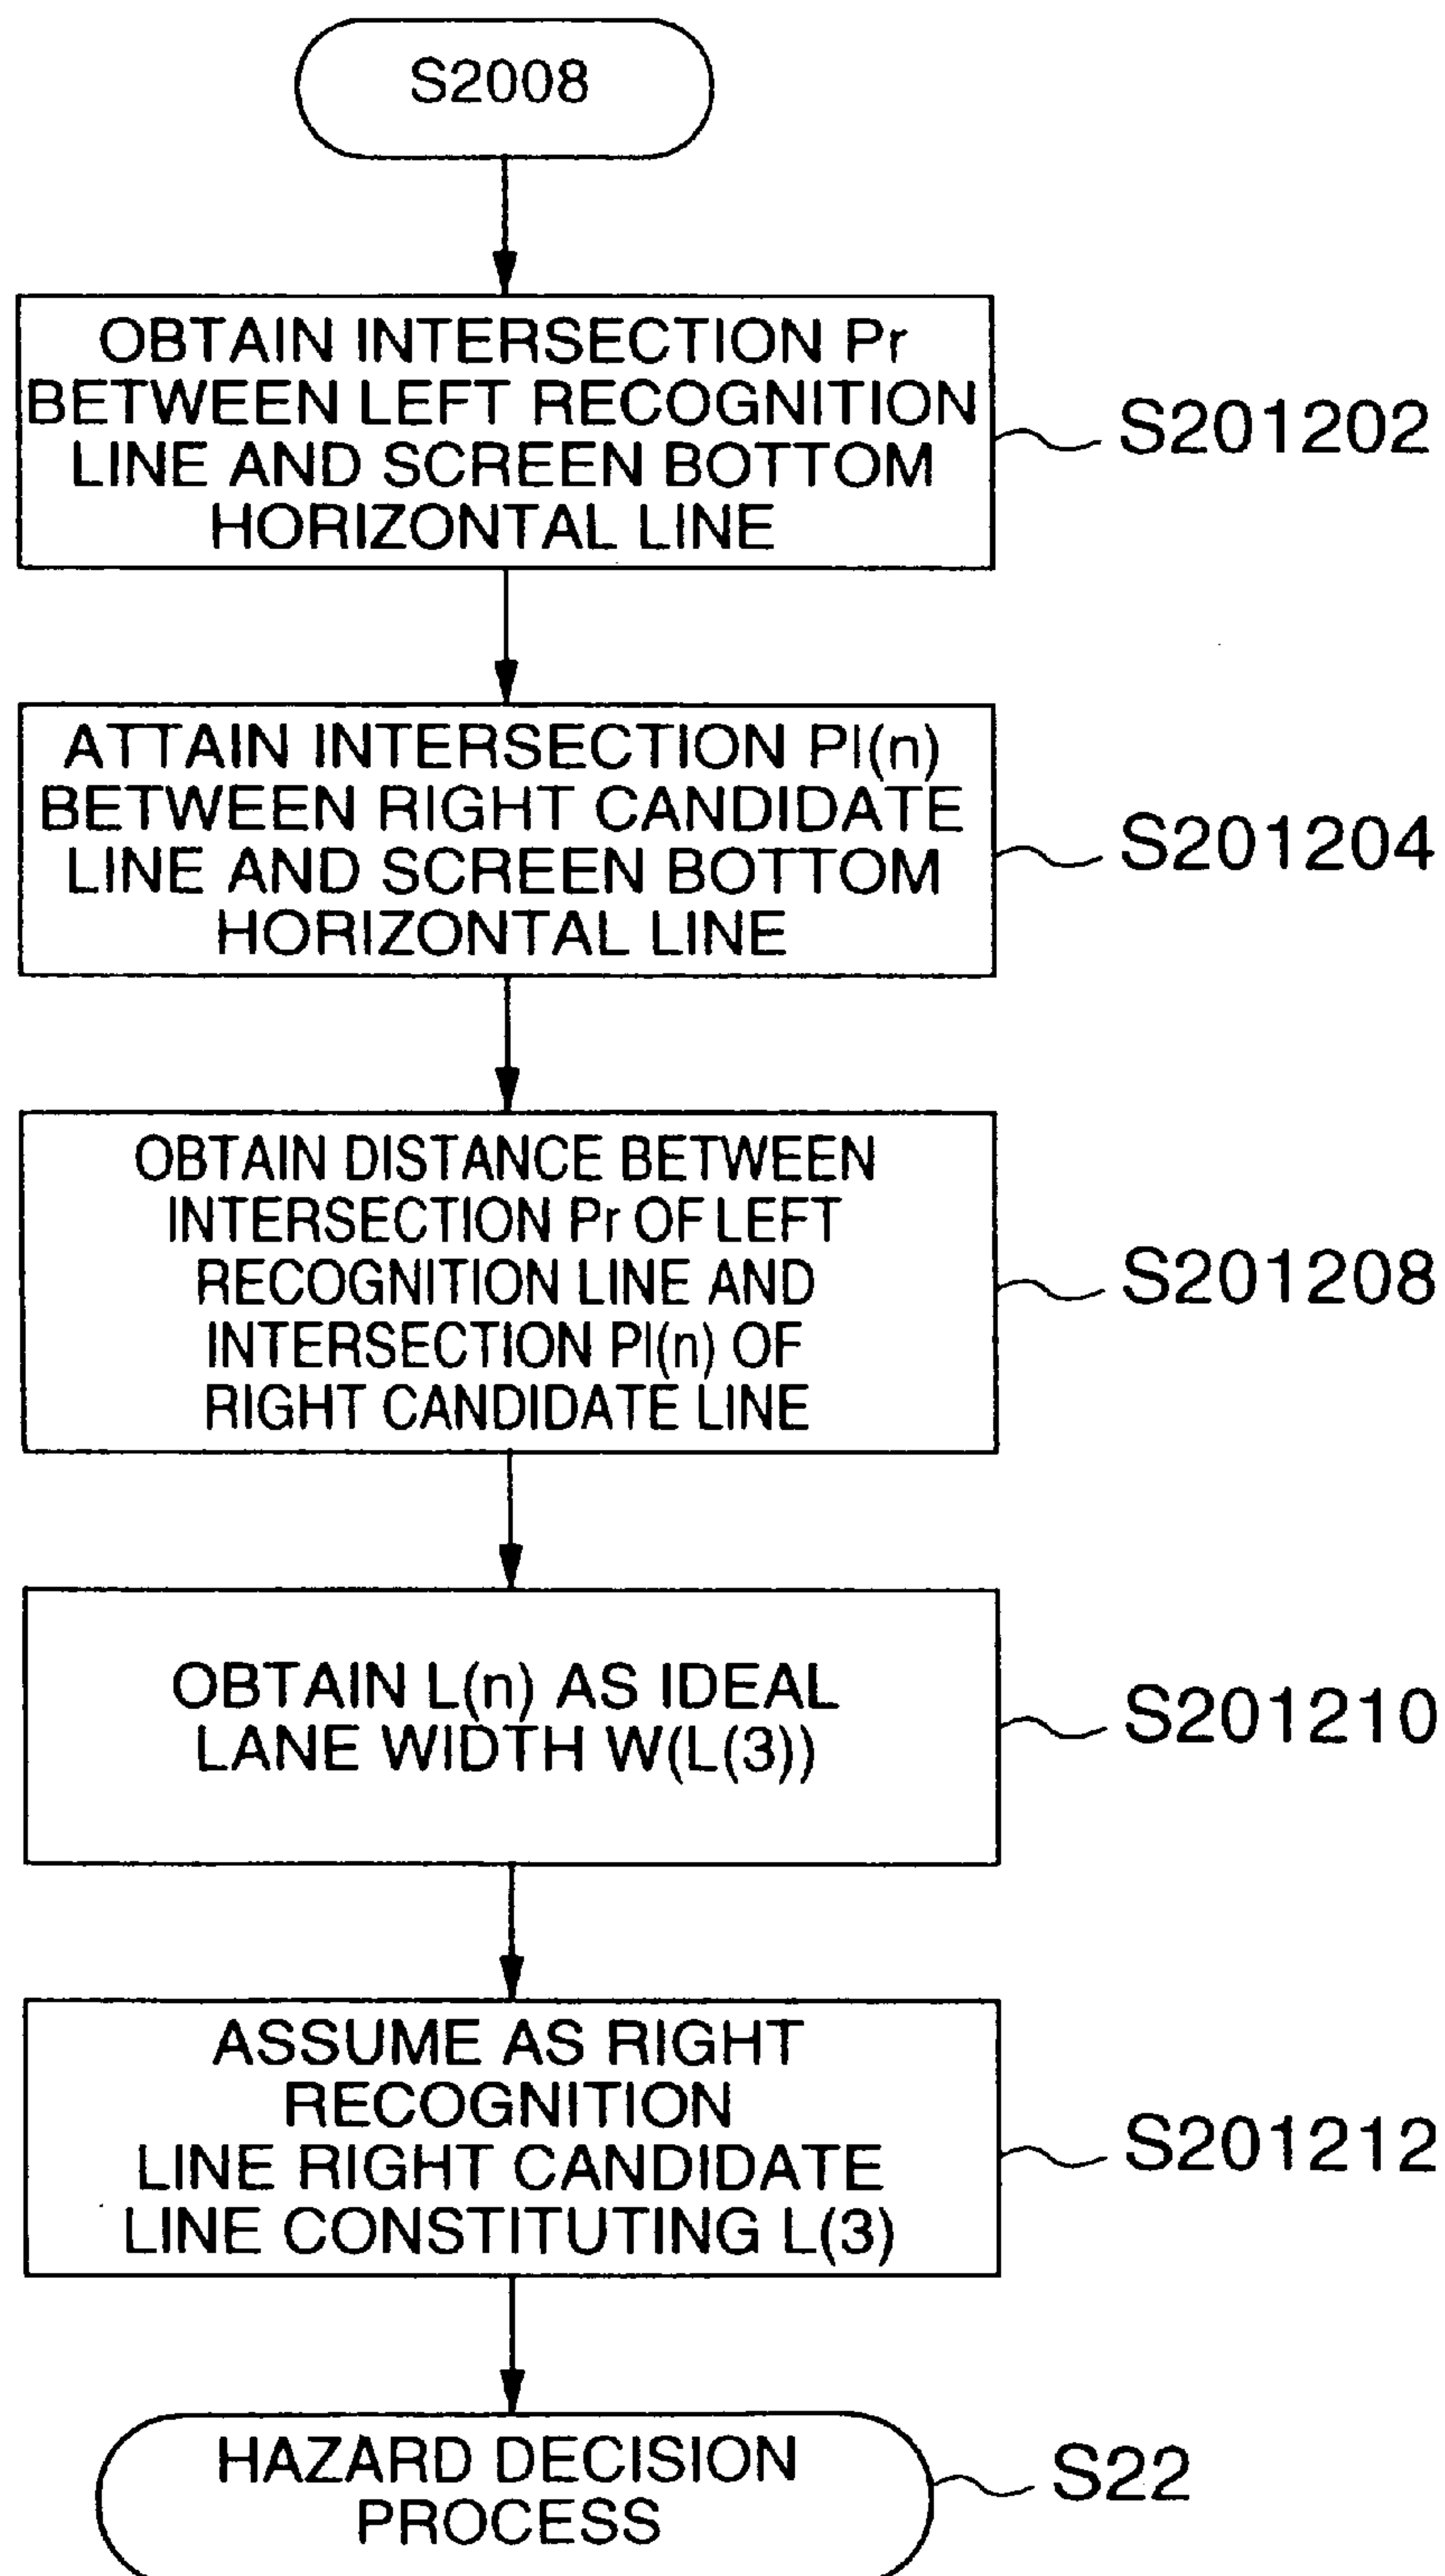 S2008
OBTAIN INTERSECTION Pr
BETWEEN LEFT RECOGNITION
LINE AND SCREEN BOTTOM
HORIZONTAL LINE
S201202
ATTAIN INTERSECTION Pl(n)
BETWEEN RIGHT CANDIDATE
LINE AND SCREEN BOTTOM
HORIZONTAL LINE
S201204
OBTAIN DISTANCE BETWEEN
INTERSECTION Pr OF LEFT
RECOGNITION LINE AND
INTERSECTION Pl(n) OF
RIGHT CANDIDATE LINE
S201208
OBTAIN L(n) AS IDEAL
LANE WIDTH W(L(3))
S201210
ASSUME AS RIGHT
RECOGNITION
LINE RIGHT CANDIDATE
LINE CONSTITUTING L(3)
S201212
HAZARD DECISION
PROCESS
S22